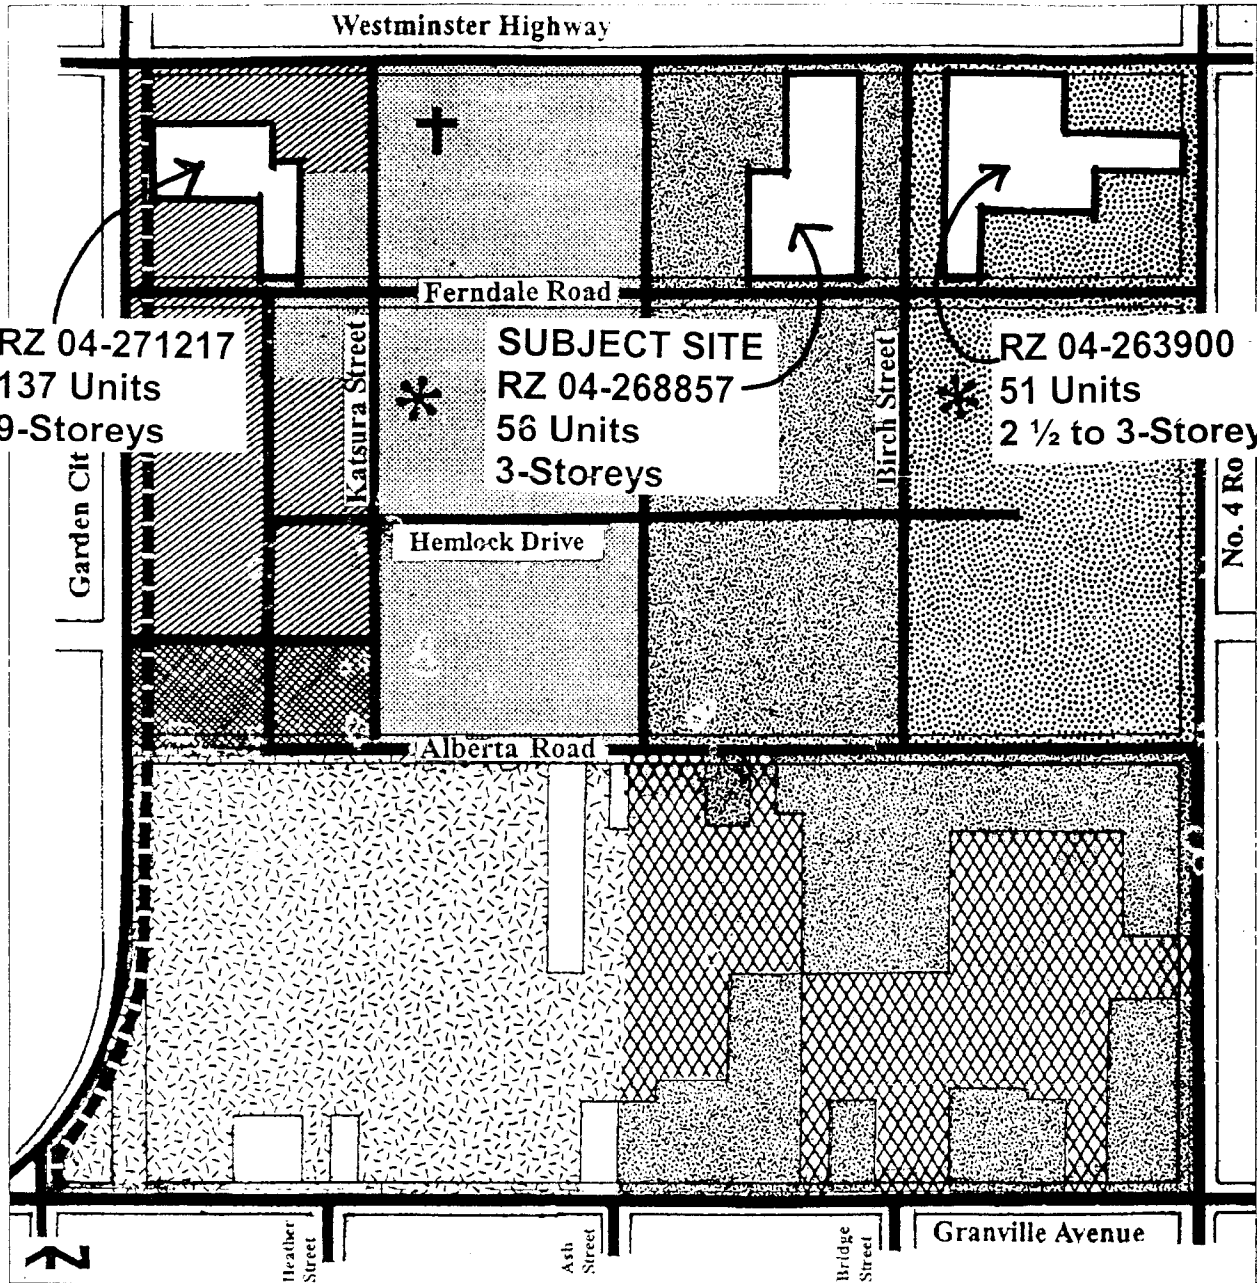 Westminster Highway
Ferndale Road
RZ 04-271217
137 Units
9-Storeys
SUBJECT SITE
RZ 04-268857
56 Units
3-Storeys
RZ 04-263900
51 Units
2 ½ to 3-Storey
Katsura Street
Birch Street
Garden Cit
No. 4 Ro
Hemlock Drive
Alberta Road
Heather
Street
Ash
Street
Bridge
Street
Granville Avenue